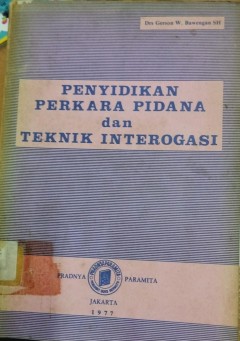 Drs Gerson W. Bawengan SH
PENYIDIKAN
PERKARA PIDANA
dan
TEKNIK INTEROGASI
PRADNYA PARAMITA
JAKARTA
1977